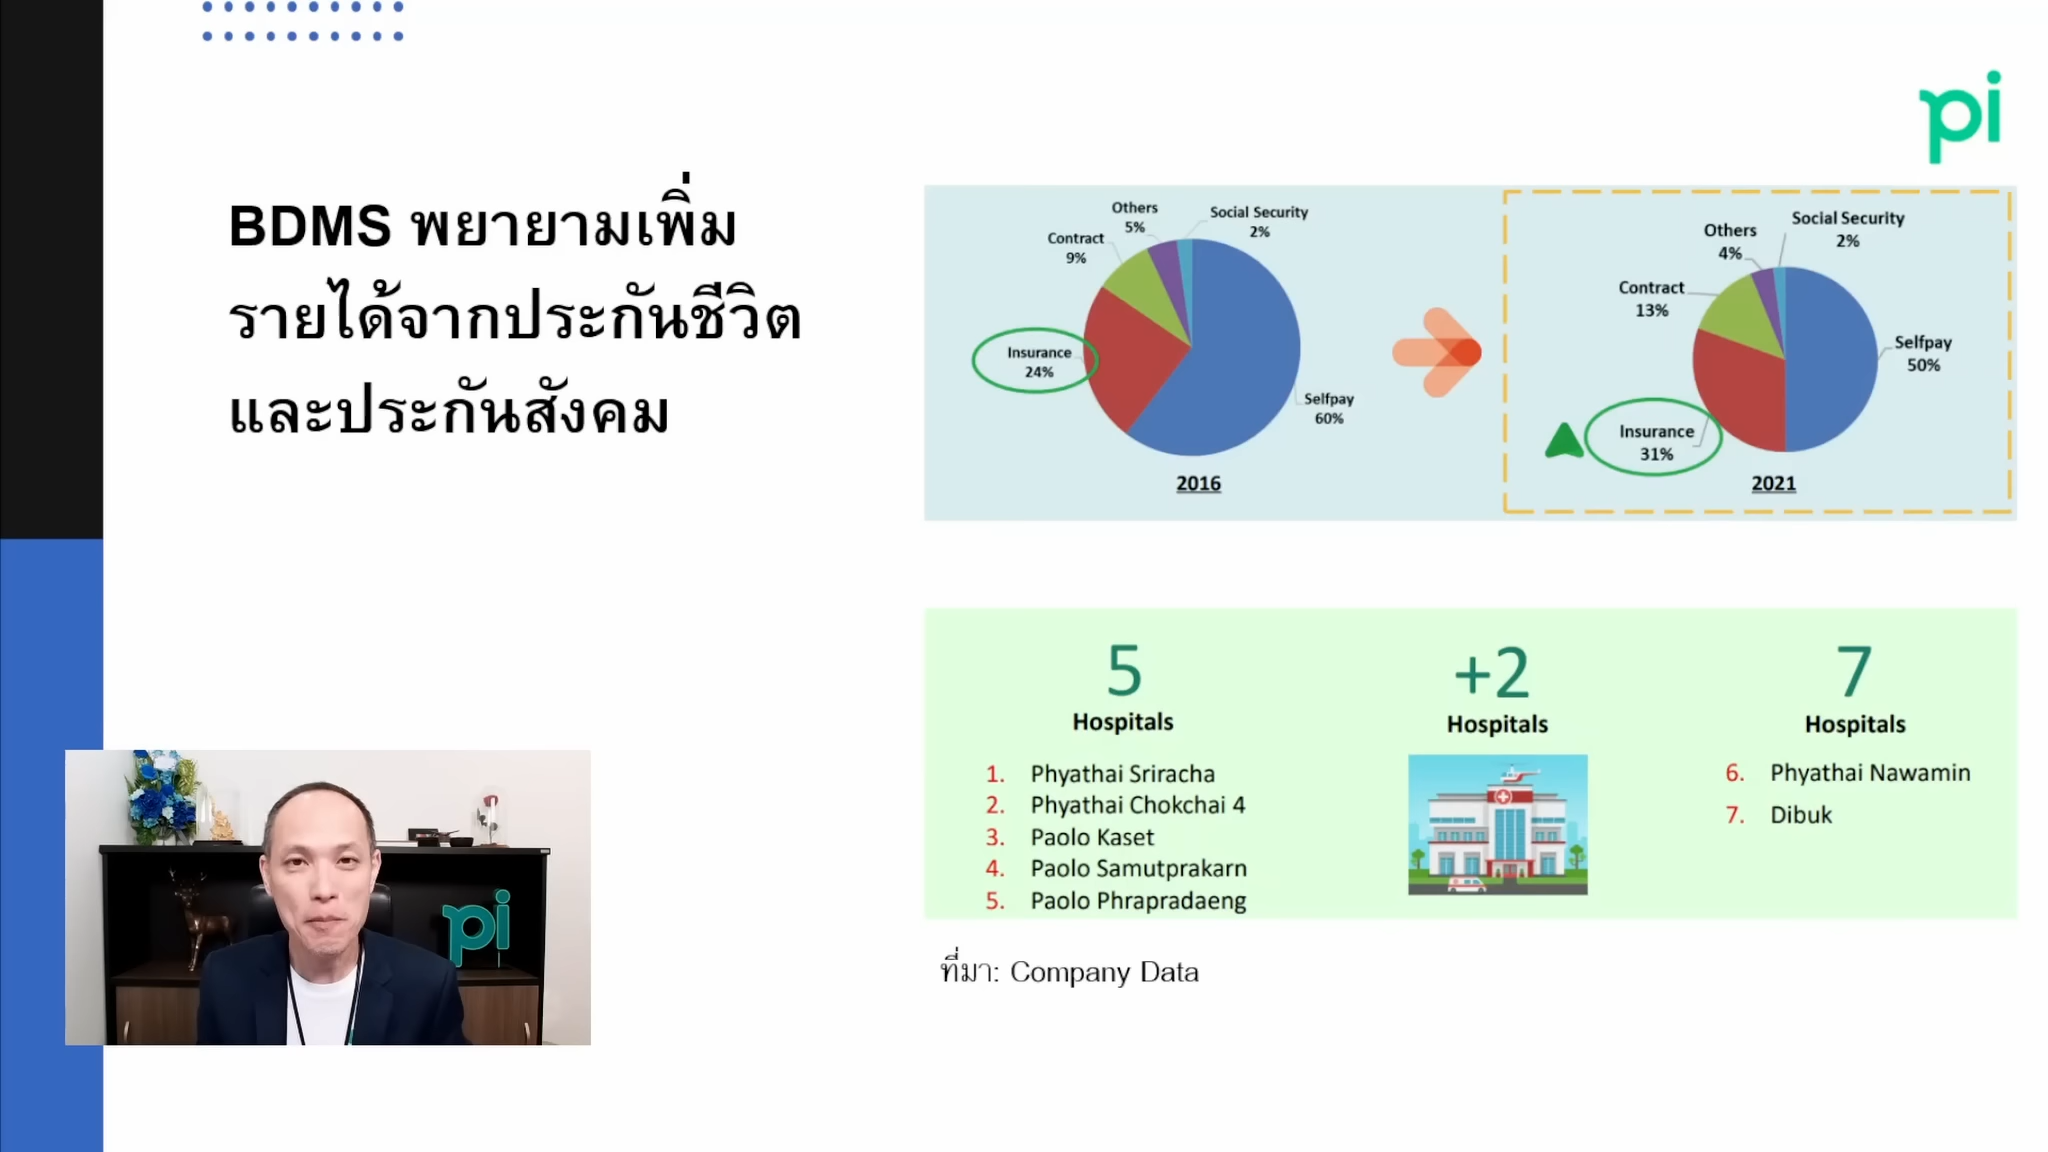 pi
BDMS พยายามเพิ่ม
รายได้จากประกันชีวิต
และประกันสังคม
Others
5%
Social Security
2%
Contract
9%
Insurance
24%
Selfpay
60%
2016
Others
4%
Social Security
2%
Contract
13%
Selfpay
50%
Insurance
31%
2021
5
Hospitals
1. Phyathai Sriracha
2. Phyathai Chokchai 4
3. Paolo Kaset
4. Paolo Samutprakarn
5. Paolo Phrapradaeng
+2
Hospitals
7
Hospitals
6. Phyathai Nawamin
7. Dibuk
ที่มา: Company Data
pi